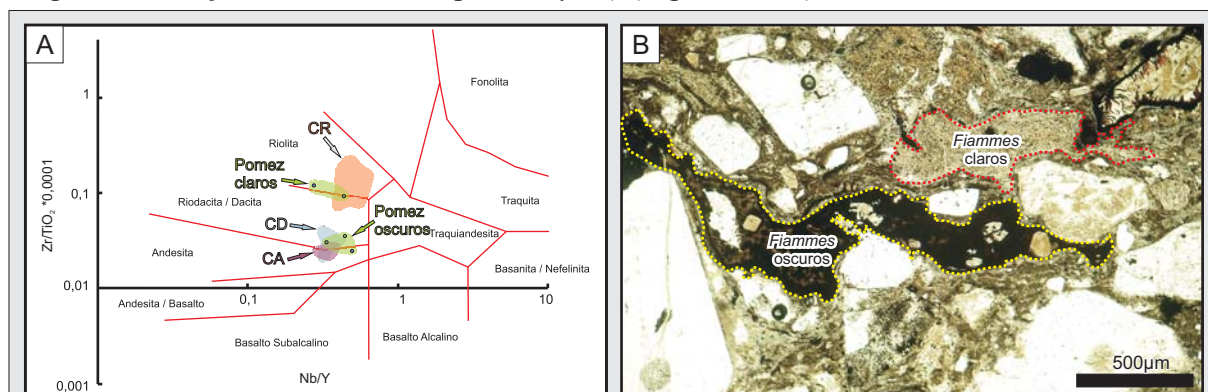 A
Zr/TiO₂ *0,0001
1
0,1
0,01
0,001
0,1
1
10
Nb/Y
Fonolita
CR
Riolita
Pomez
claros
Riodacita / Dacita
Traquita
Pomez
oscuros
CD
Traquiandesita
Andesita
CA
Basanita / Nefelinita
Andesita / Basalto
Basalto Subalcalino
Basalto Alcalino
B
Fiammes
claros
Fiammes
oscuros
500µm